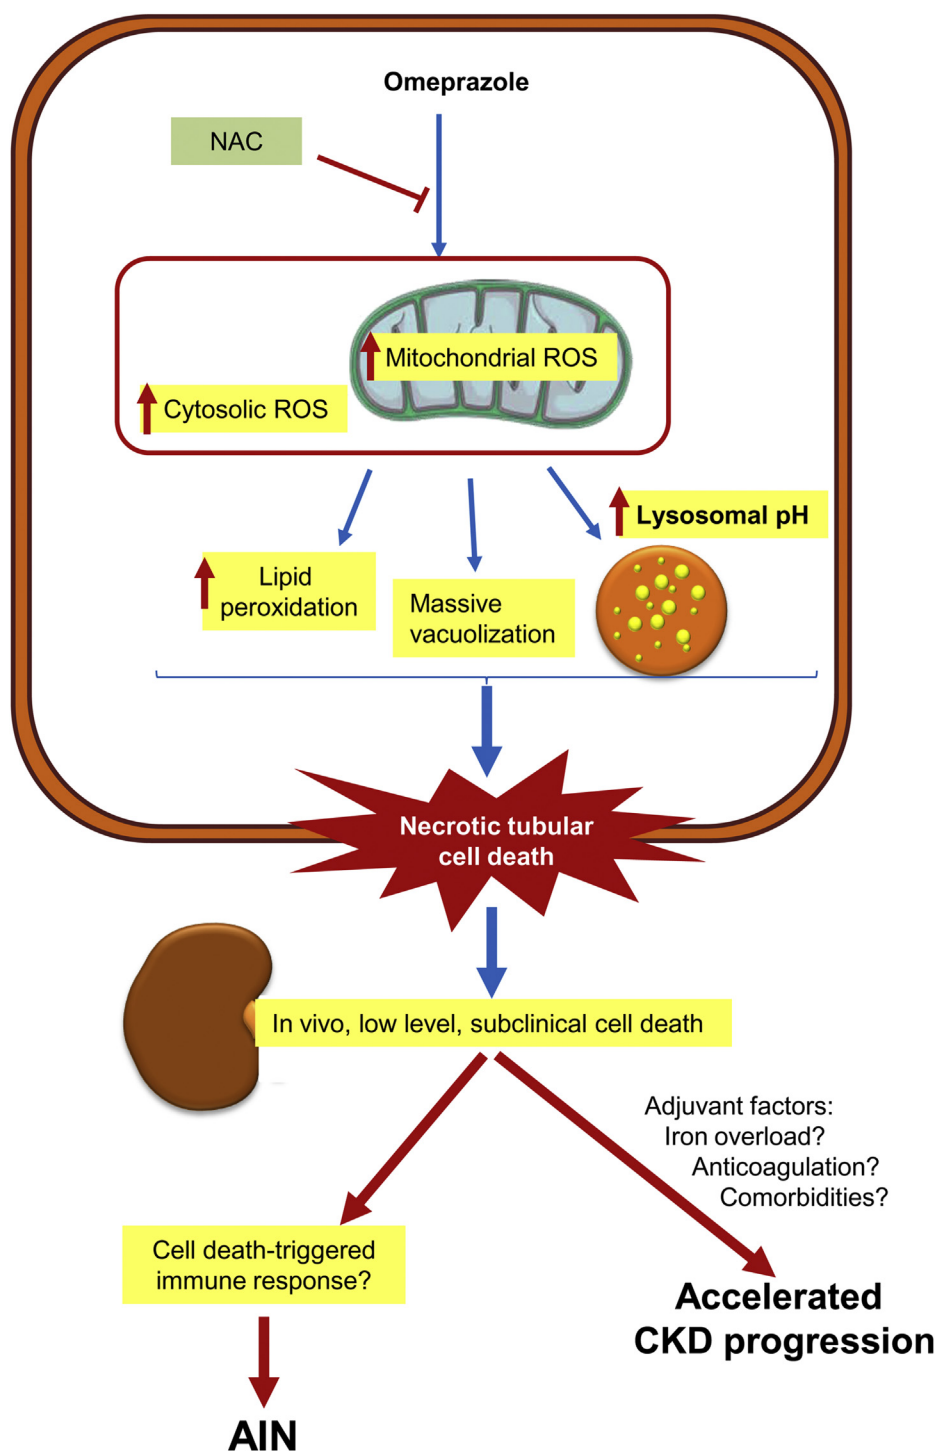 Omeprazole
NAC
Mitochondrial ROS
Cytosolic ROS
Lysosomal pH
Lipid
peroxidation
Massive
vacuolization
Necrotic tubular
cell death
In vivo, low level, subclinical cell death
Adjuvant factors:
Iron overload?
Anticoagulation?
Comorbidities?
Cell death-triggered
immune response?
Accelerated
CKD progression
AIN